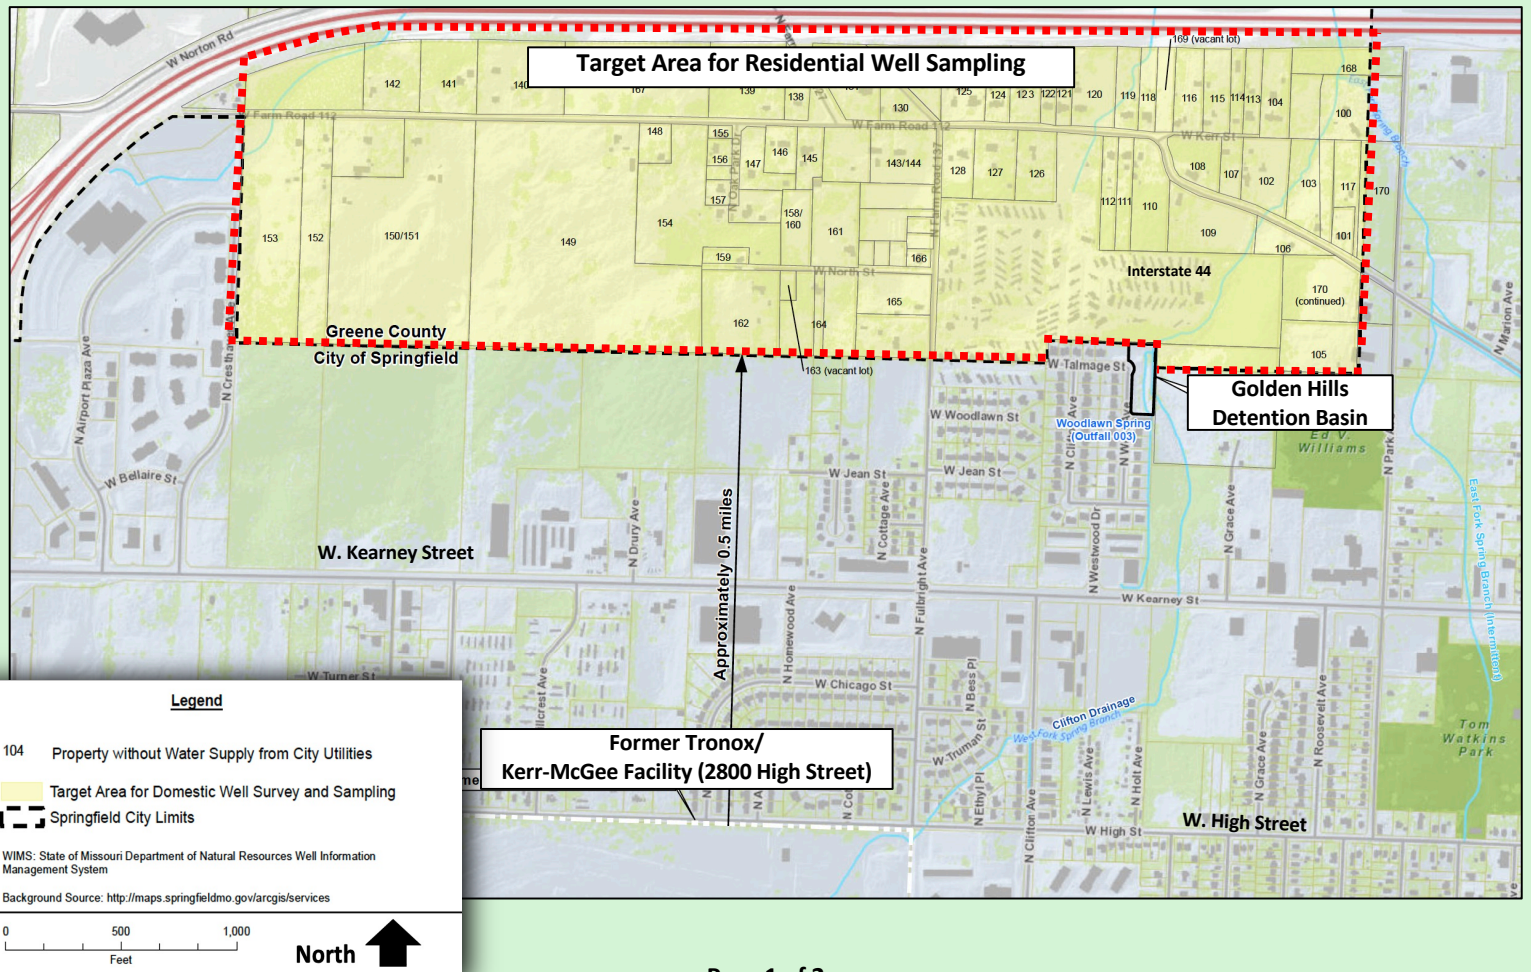 W Norton Rd
169 (vacant lot)
Target Area for Residential Well Sampling
168
142
141
139
138
130
124
123
122
121
120
119
118
116
115
114
113
104
100
W Farm Road 112
W Farm Road 112
W Kerr St
148
155
156
157
147
146
145
143/144
128
127
126
108
107
102
103
117
170
N Oak Park Dr
N Farm Road 137
112
111
110
109
106
101
153
152
150/151
149
154
158/
160
161
159
166
W North St
Interstate 44
170
(continued)
165
162
164
105
N Marion Ave
Greene County
City of Springfield
163 (vacant lot)
W Talmage St
Golden Hills
Detention Basin
N Airport Plaza Ave
W Woodlawn St
Woodlawn Spring
(Outfall 003)
Ed V.
Williams
W Bellaire St
W Jean St
W Jean St
N Cottage Ave
N Drury Ave
N Grace Ave
N Westwood Dr
W. Kearney Street
Approximately 0.5 miles
N Fulbright Ave
East Fork Spring Branch (Intermittent)
W Kearney St
N Homewood Ave
W Turner St
W Chicago St
N Bess Pl
Clifton Drainage
West Fork Spring Branch
N Roosevelt Ave
Tom
Watkins
Park
Former Tronox/
Kerr-McGee Facility (2800 High Street)
W Truman St
N Ethyl Pl
N Clifton Ave
N Lewis Ave
N Holt Ave
N Grace Ave
W High St
W. High Street
Legend
104 Property without Water Supply from City Utilities
Target Area for Domestic Well Survey and Sampling
Springfield City Limits
WIMS: State of Missouri Department of Natural Resources Well Information
Management System
Background Source: http://maps.springfieldmo.gov/arcgis/services
0 500 1,000
Feet
North